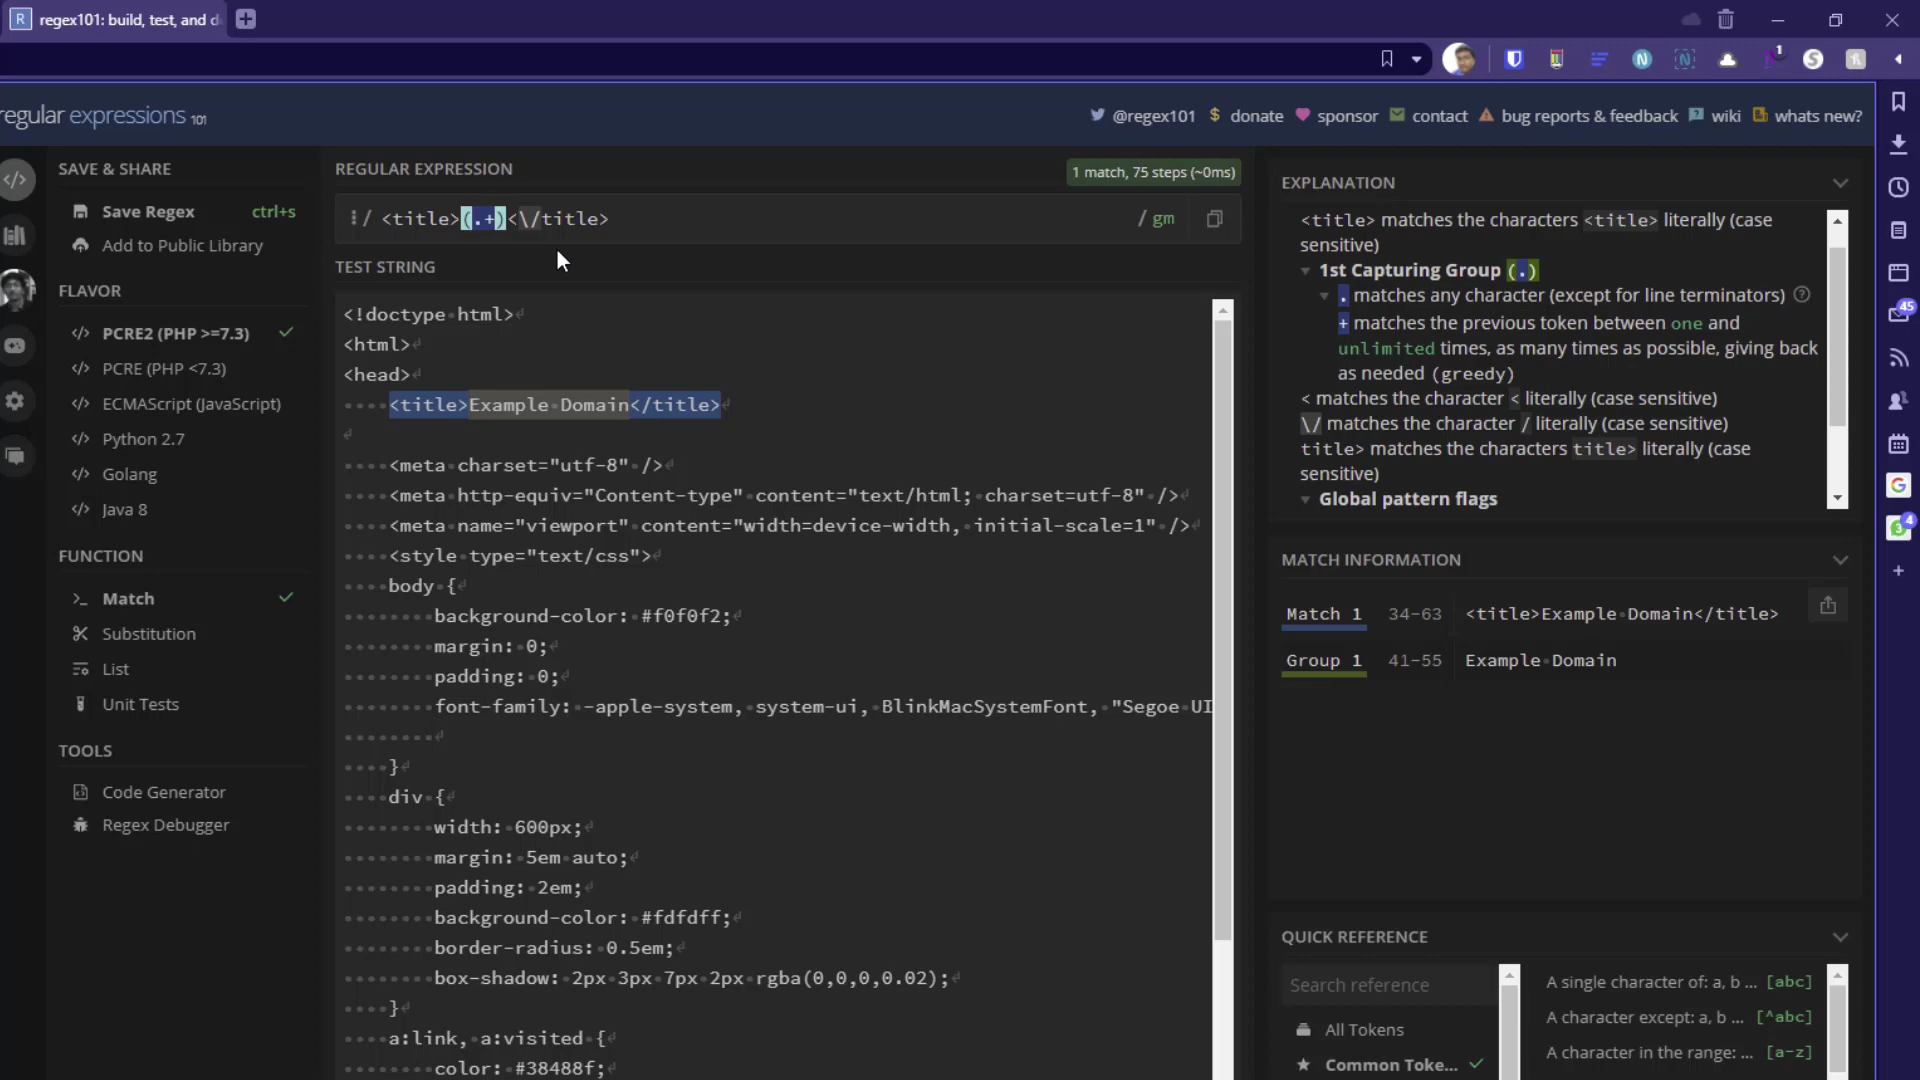 regex101: build, test, and d
1
regular expressions 101
@regex101 donate sponsor contact bug reports & feedback wiki whats new?
SAVE & SHARE
Save Regex ctrl+s
Add to Public Library
FLAVOR
PCRE2 (PHP >=7.3)
PCRE (PHP <7.3)
ECMAScript (JavaScript)
Python 2.7
Golang
Java 8
FUNCTION
Match
Substitution
List
Unit Tests
TOOLS
Code Generator
Regex Debugger
REGULAR EXPRESSION
1 match, 75 steps (~0ms)
/ <title>(.+)<\/title> / gm
TEST STRING
<!doctype html>
<html>
<head>
<title>Example Domain</title>
<meta charset="utf-8" />
<meta http-equiv="Content-type" content="text/html; charset=utf-8" />
<meta name="viewport" content="width=device-width, initial-scale=1" />
<style type="text/css">
body {
background-color: #f0f0f2;
margin: 0;
padding: 0;
font-family: -apple-system, system-ui, BlinkMacSystemFont, "Segoe UI
}
div {
width: 600px;
margin: 5em auto;
padding: 2em;
background-color: #fdfdff;
border-radius: 0.5em;
box-shadow: 2px 3px 7px 2px rgba(0,0,0,0.02);
}
a:link, a:visited {
color: #38488f;
EXPLANATION
<title> matches the characters <title> literally (case
sensitive)
1st Capturing Group (.)
. matches any character (except for line terminators)
+ matches the previous token between one and
unlimited times, as many times as possible, giving back
as needed (greedy)
< matches the character < literally (case sensitive)
\/ matches the character / literally (case sensitive)
title> matches the characters title> literally (case
sensitive)
Global pattern flags
MATCH INFORMATION
Match 1 34-63 <title>Example Domain</title>
Group 1 41-55 Example Domain
QUICK REFERENCE
Search reference
All Tokens
Common Toke...
A single character of: a, b ... [abc]
A character except: a, b ... [^abc]
A character in the range: ... [a-z]
45
4